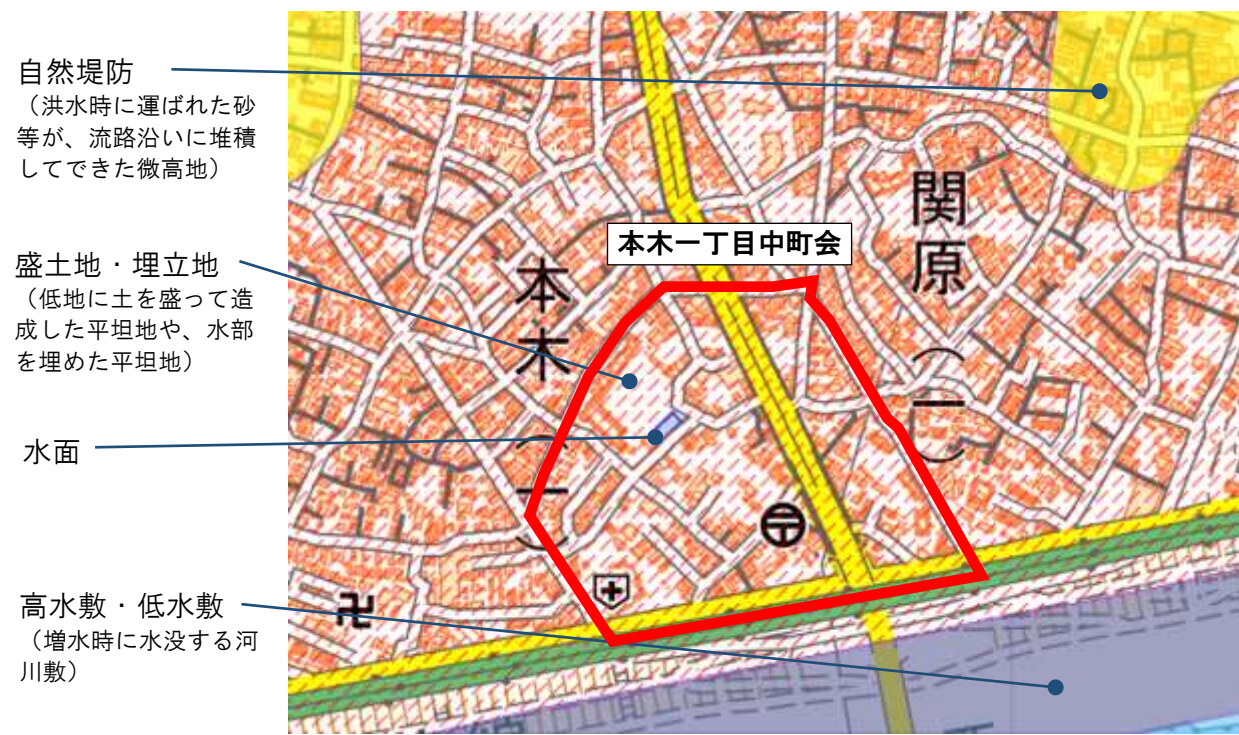 自然堤防
（洪水時に運ばれた砂
等が、流路沿いに堆積
してできた微高地）
盛土地・埋立地
（低地に土を盛って造
成した平坦地や、水部
を埋めた平坦地）
水面
高水敷・低水敷
（増水時に水没する河
川敷）
本木一丁目中町会
本木（一）
関原（一）